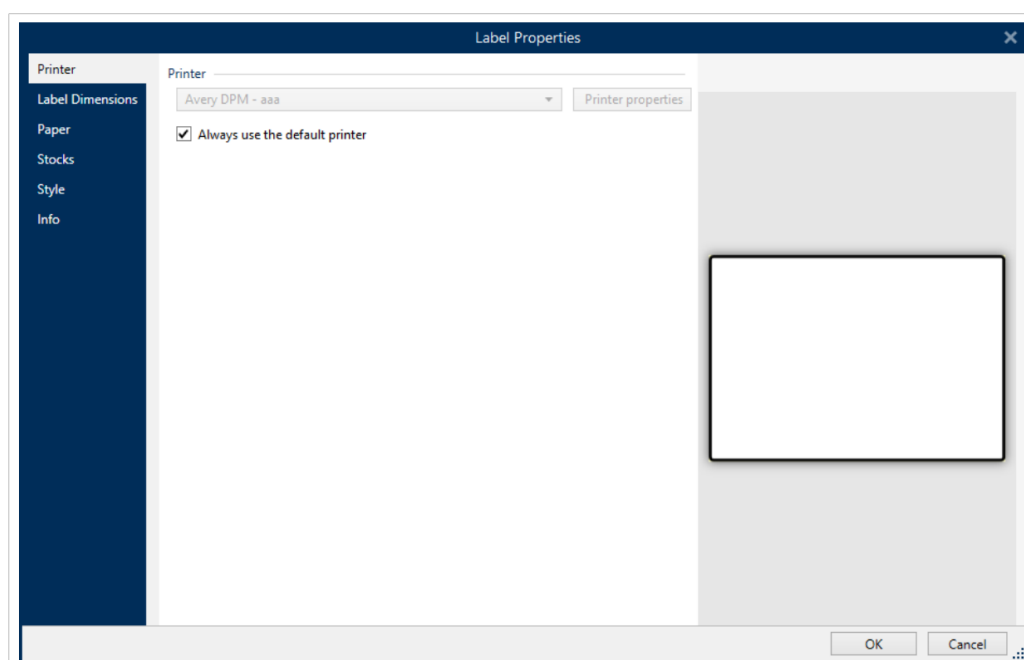 Label Properties
Printer
Label Dimensions
Paper
Stocks
Style
Info
Printer
Avery DPM - aaa
Printer properties
Always use the default printer
OK
Cancel